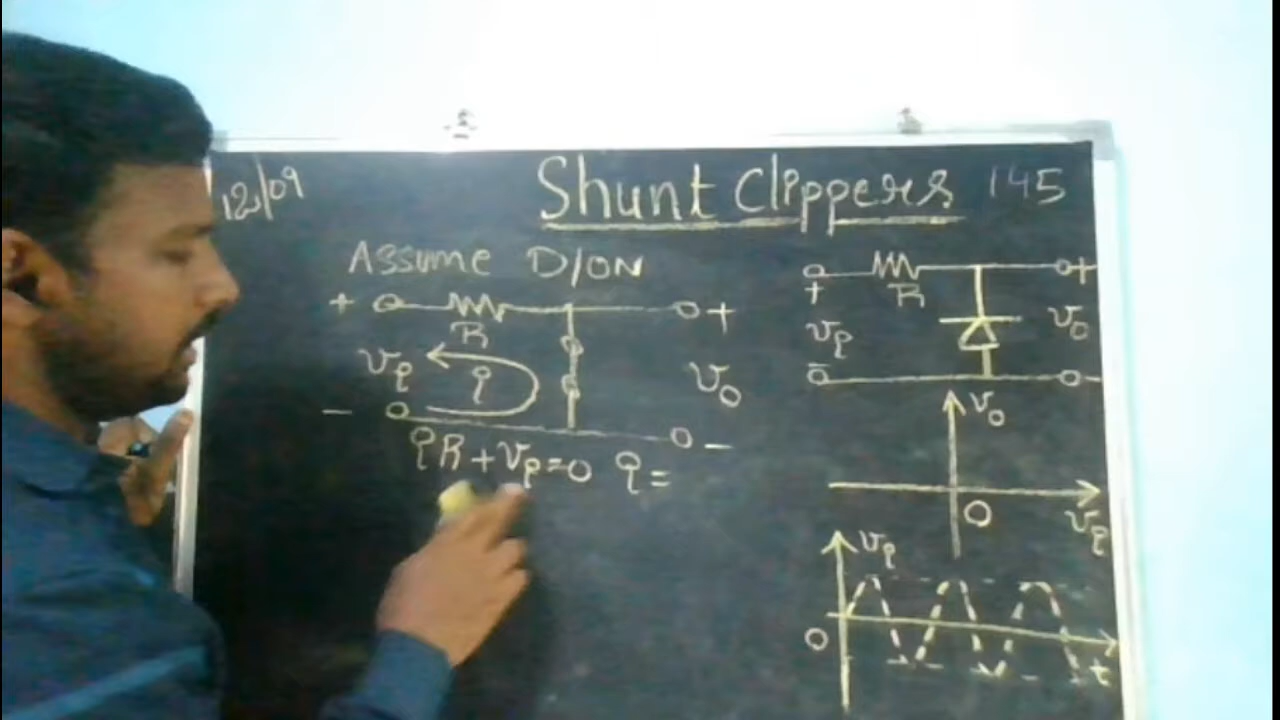 12/09
Shunt Clippers 145
Assume D/ON
+ R +
vi i vo
- -
iR + vi = 0 i =
R +
+
vi vo
-
vo
0 vi
vi
0 t